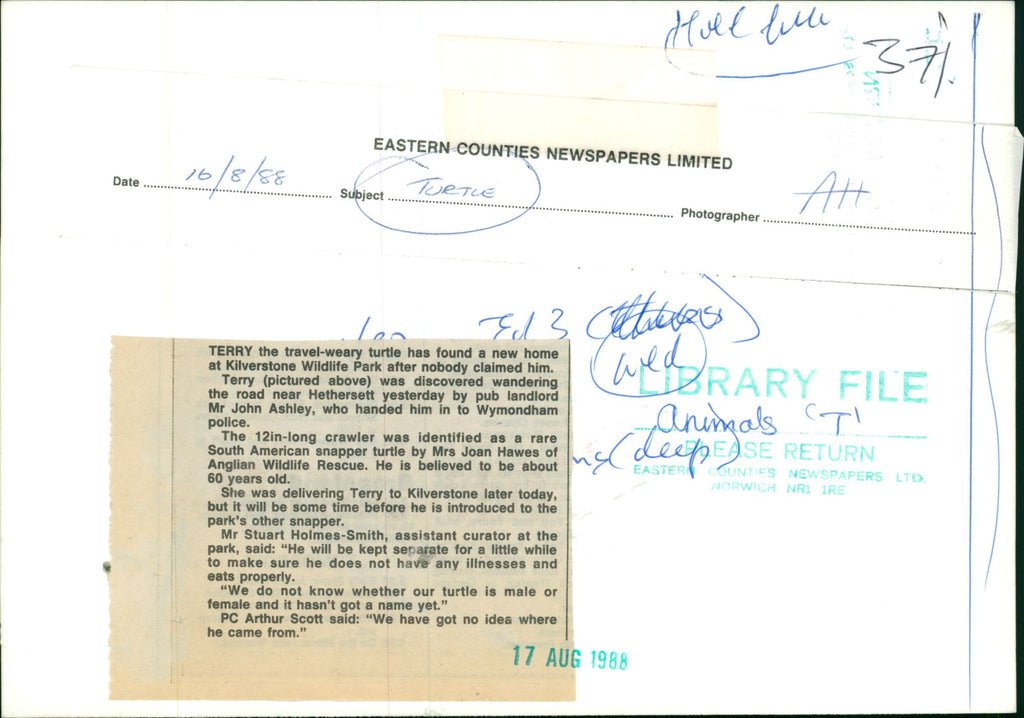 37%
EASTERN COUNTIES NEWSPAPERS LIMITED
Date 16/8/88 Subject TURTLE Photographer AH
Ed 3
Wed
LIBRARY FILE
Animals 'T'
(deep)
PLEASE RETURN
EASTERN COUNTIES NEWSPAPERS LTD.
NORWICH NR1 1RE
TERRY the travel-weary turtle has found a new home
at Kilverstone Wildlife Park after nobody claimed him.
Terry (pictured above) was discovered wandering
the road near Hethersett yesterday by pub landlord
Mr John Ashley, who handed him in to Wymondham
police.
The 12in-long crawler was identified as a rare
South American snapper turtle by Mrs Joan Hawes of
Anglian Wildlife Rescue. He is believed to be about
60 years old.
She was delivering Terry to Kilverstone later today,
but it will be some time before he is introduced to the
park's other snapper.
Mr Stuart Holmes-Smith, assistant curator at the
park, said: "He will be kept separate for a little while
to make sure he does not have any illnesses and
eats properly.
"We do not know whether our turtle is male or
female and it hasn't got a name yet."
PC Arthur Scott said: "We have got no idea where
he came from."
17 AUG 1988